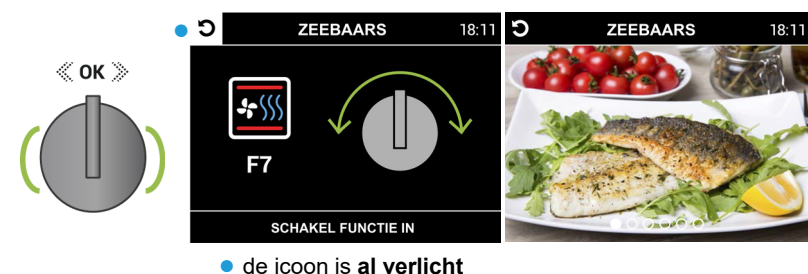 OK
ZEEBAARS 18:11
F7
SCHAKEL FUNCTIE IN
ZEEBAARS 18:11
de icoon is al verlicht